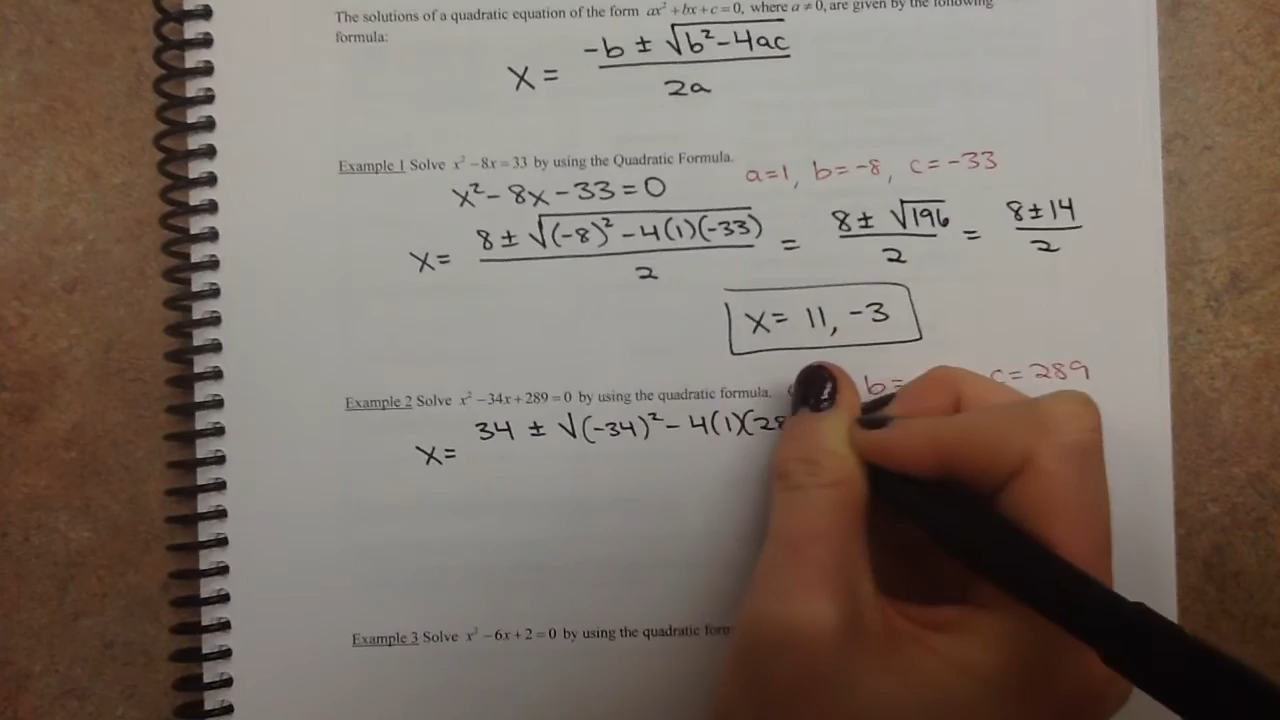 The solutions of a quadratic equation of the form ax² + bx + c = 0, where a ≠ 0, are given by the following
formula:
x = (-b ± √(b² - 4ac)) / 2a
Example 1 Solve x² - 8x = 33 by using the Quadratic Formula.
a=1, b=-8, c=-33
x² - 8x - 33 = 0
x = (8 ± √((-8)² - 4(1)(-33))) / 2 = (8 ± √196) / 2 = (8 ± 14) / 2
x = 11, -3
Example 2 Solve x² - 34x + 289 = 0 by using the quadratic formula.
b= c=289
x = 34 ± √(-34)² - 4(1)(28
Example 3 Solve x² - 6x + 2 = 0 by using the quadratic